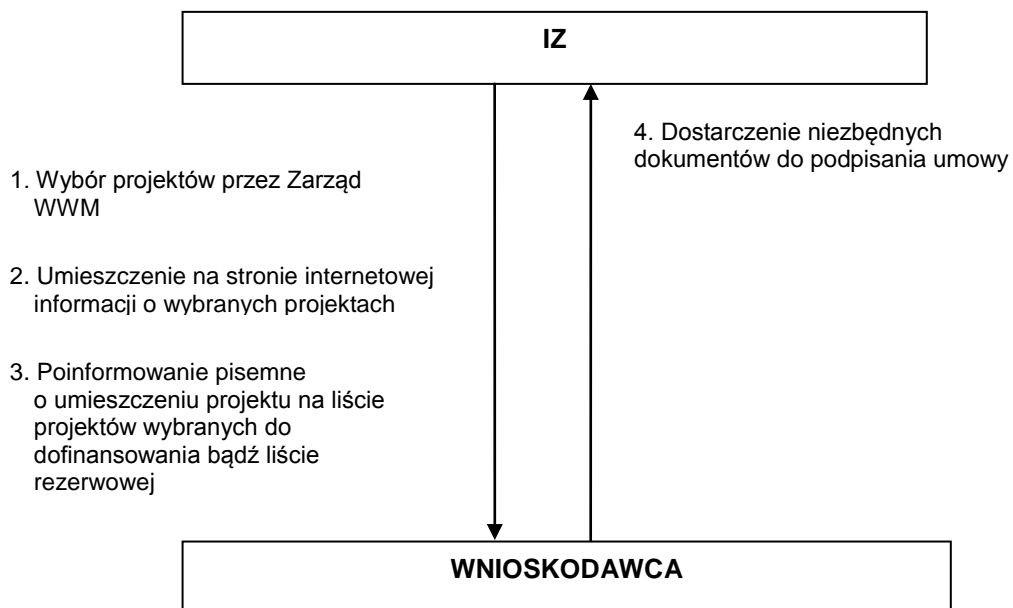 IZ
4. Dostarczenie niezbędnych
dokumentów do podpisania umowy
1. Wybór projektów przez Zarząd
WWM
2. Umieszczenie na stronie internetowej
informacji o wybranych projektach
3. Poinformowanie pisemne
o umieszczeniu projektu na liście
projektów wybranych do
dofinansowania bądź liście
rezerwowej
WNIOSKODAWCA